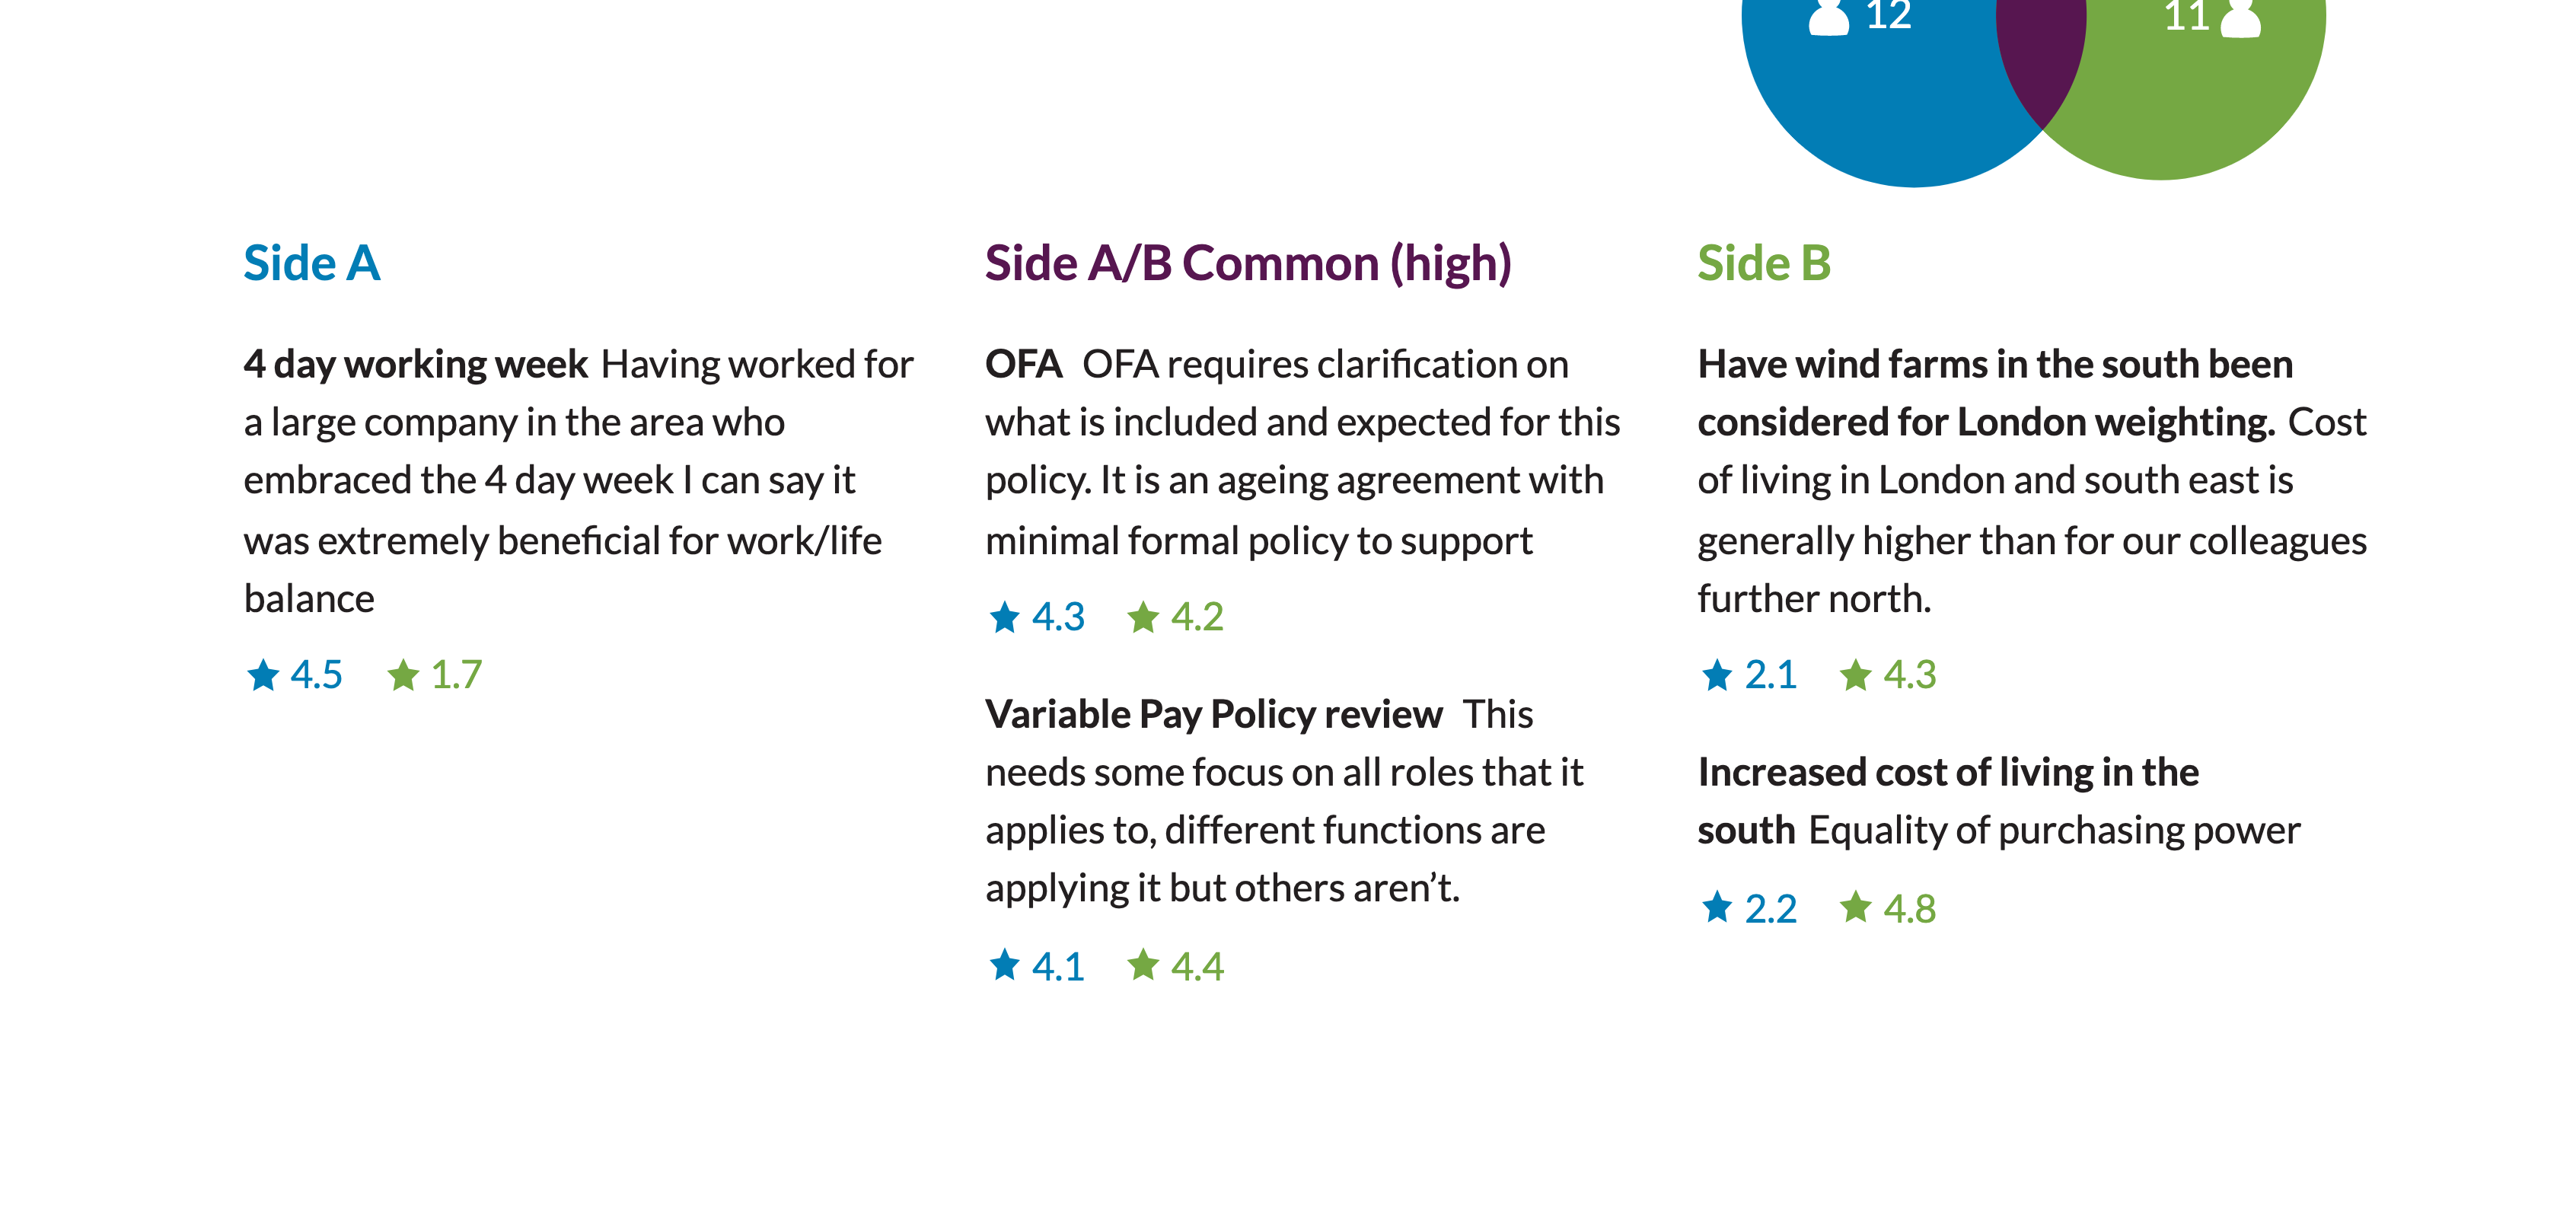 12
11
Side A
4 day working week Having worked for
a large company in the area who
embraced the 4 day week I can say it
was extremely beneficial for work/life
balance
4.5 1.7
Side A/B Common (high)
OFA OFA requires clarification on
what is included and expected for this
policy. It is an ageing agreement with
minimal formal policy to support
4.3 4.2
Variable Pay Policy review This
needs some focus on all roles that it
applies to, different functions are
applying it but others aren’t.
4.1 4.4
Side B
Have wind farms in the south been
considered for London weighting. Cost
of living in London and south east is
generally higher than for our colleagues
further north.
2.1 4.3
Increased cost of living in the
south Equality of purchasing power
2.2 4.8